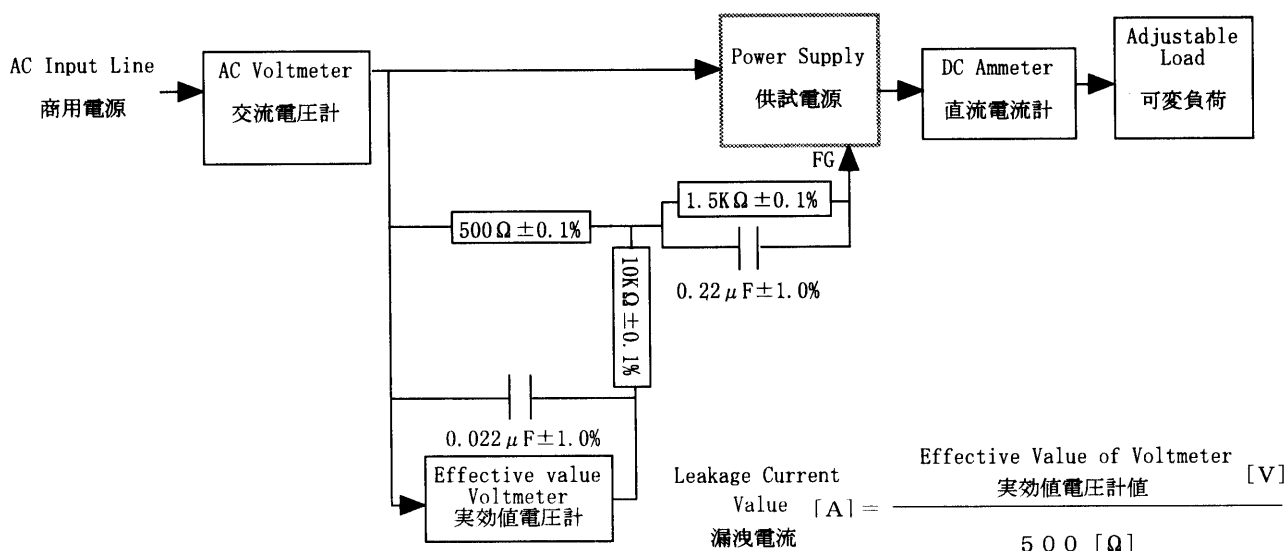 AC Input Line
商用電源
AC Voltmeter
交流電圧計
Power Supply
供試電源
DC Ammeter
直流電流計
Adjustable
Load
可変負荷
FG
1.5KΩ±0.1%
500Ω±0.1%
10KΩ±0.1%
0.22μF±1.0%
0.022μF±1.0%
Effective value
Voltmeter
実効値電圧計
Leakage Current
Value [A] =
漏洩電流
Effective Value of Voltmeter
実効値電圧計値 [V]
500 [Ω]